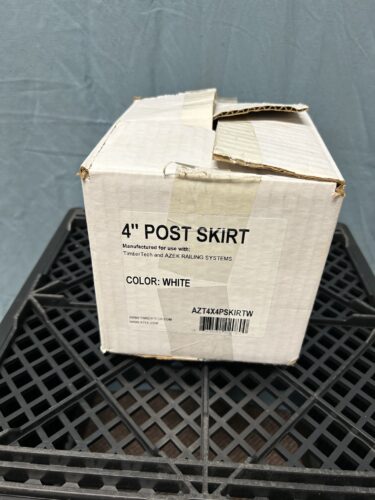 4" POST SKiRT
Manufactured for use with:
TimberTech and AZEK RAILING SYSTEMS
COLOR: WHITE
AZT4X4PSKIRTW